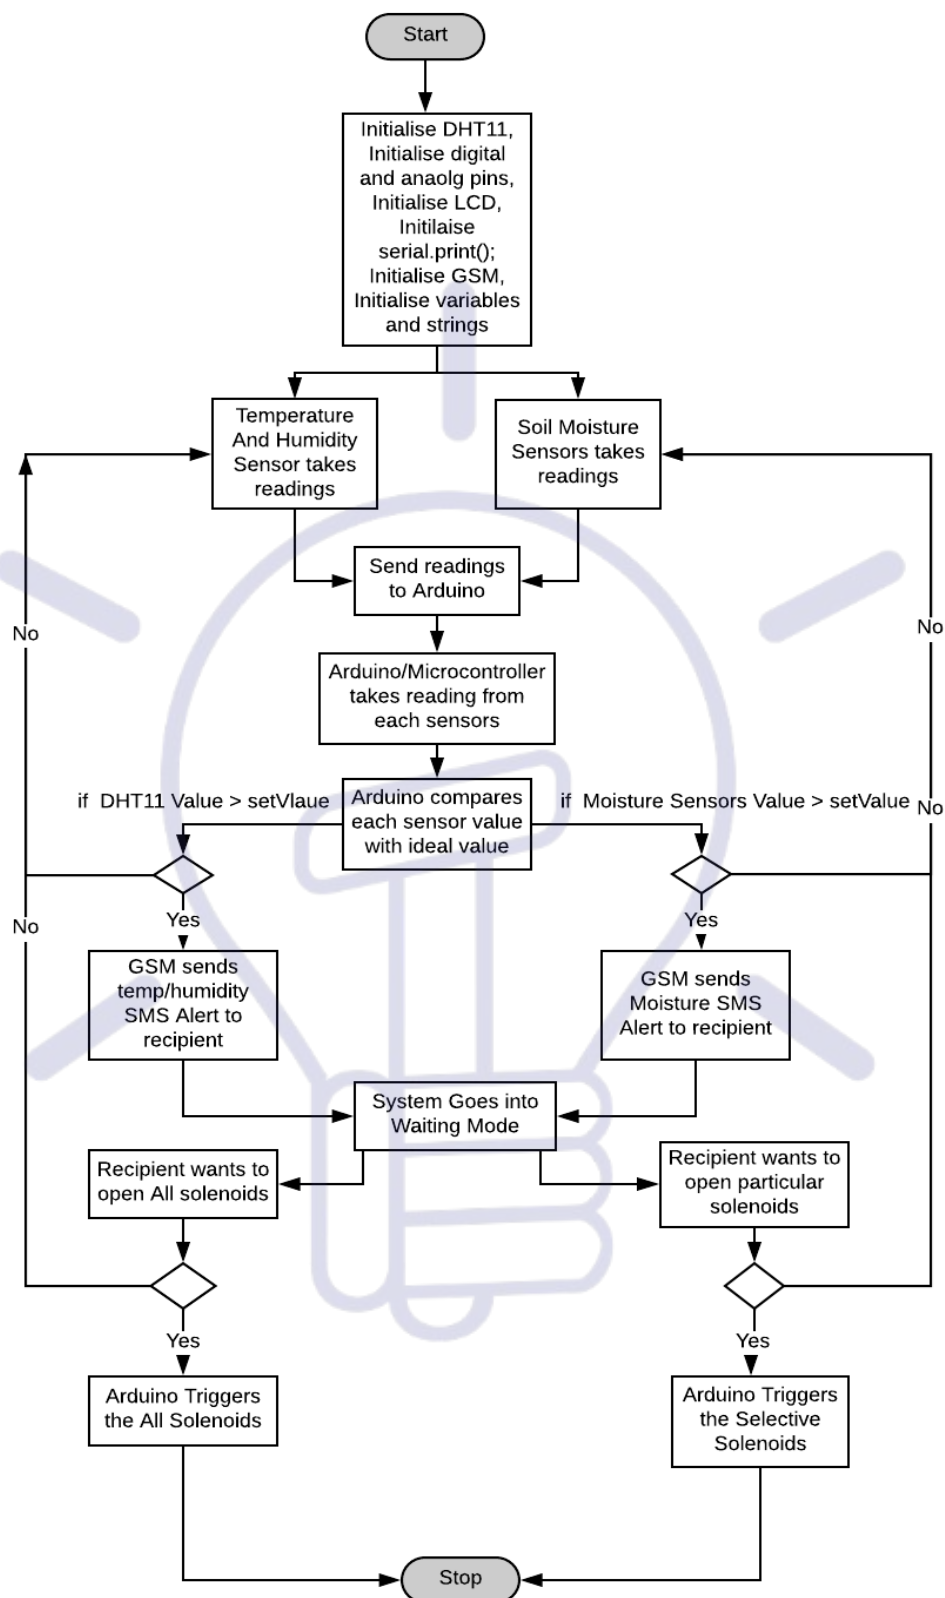 Start
Initialise DHT11,
Initialise digital
and anaolg pins,
Initialise LCD,
Initilaise
serial.print();
Initialise GSM,
Initialise variables
and strings
Temperature
And Humidity
Sensor takes
readings
Soil Moisture
Sensors takes
readings
Send readings
to Arduino
No
No
Arduino/Microcontroller
takes reading from
each sensors
if DHT11 Value > setVlaue
Arduino compares
each sensor value
with ideal value
if Moisture Sensors Value > setValue
No
Yes
Yes
No
GSM sends
temp/humidity
SMS Alert to
recipient
GSM sends
Moisture SMS
Alert to recipient
System Goes into
Waiting Mode
Recipient wants to
open All solenoids
Recipient wants to
open particular
solenoids
Yes
Yes
Arduino Triggers
the All Solenoids
Arduino Triggers
the Selective
Solenoids
Stop